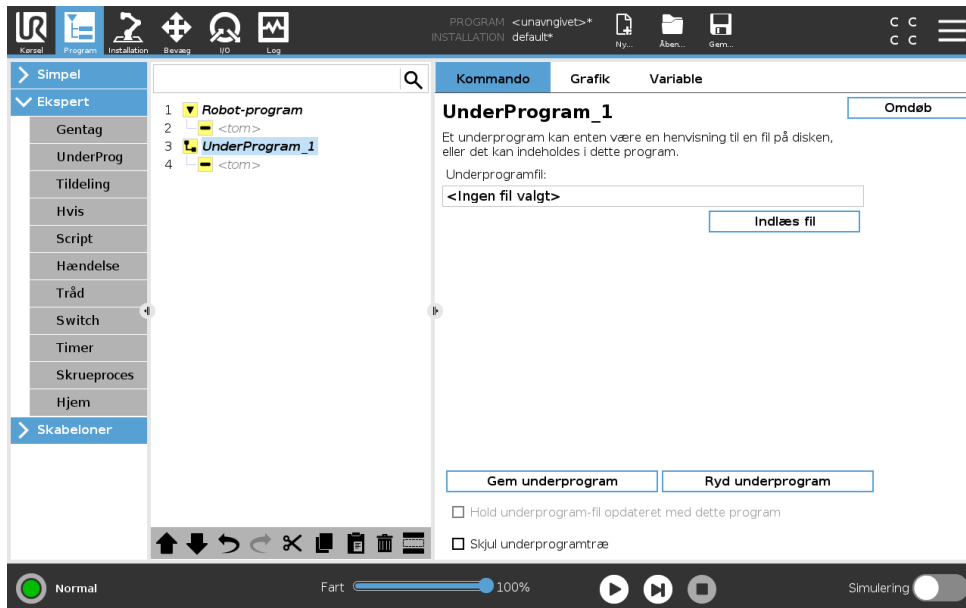 UR
Kørsel
Program
Installation
Bevæg
I/O
Log
PROGRAM <unavngivet>*
INSTALLATION default*
Ny...
Åben...
Gem...
C C
C C
Simpel
Ekspert
Gentag
UnderProg
Tildeling
Hvis
Script
Hændelse
Tråd
Switch
Timer
Skrueproces
Hjem
Skabeloner
1 Robot-program
2 <tom>
3 UnderProgram_1
4 <tom>
Kommando Grafik Variable
UnderProgram_1
Omdøb
Et underprogram kan enten være en henvisning til en fil på disken,
eller det kan indeholdes i dette program.
Underprogramfil:
<Ingen fil valgt>
Indlæs fil
Gem underprogram
Ryd underprogram
Hold underprogram-fil opdateret med dette program
Skjul underprogramtræ
Normal
Fart 100%
Simulering